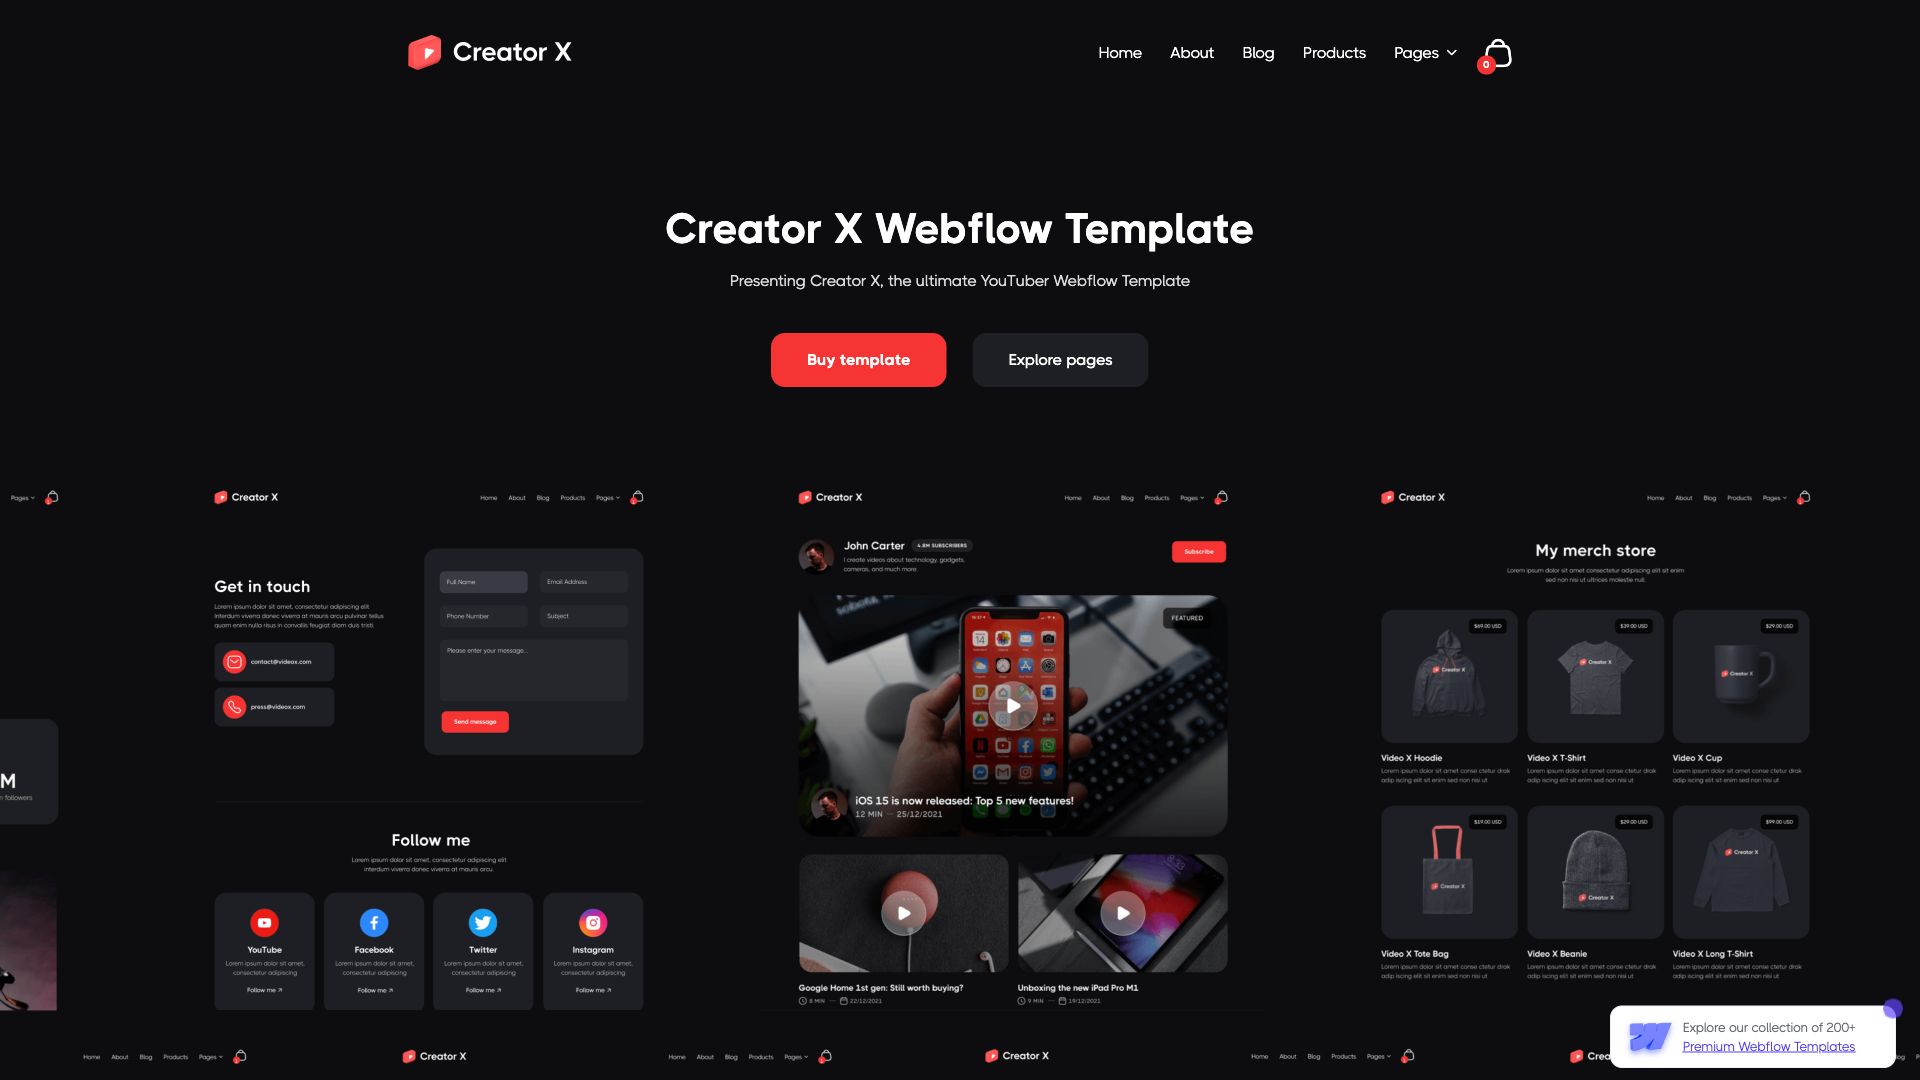 Creator X
Home About Blog Products Pages
0
Creator X Webflow Template
Presenting Creator X, the ultimate YouTuber Webflow Template
Buy template
Explore pages
Pages
M
followers
Creator X
Home About Blog Products Pages
Get in touch
Lorem ipsum dolor sit amet, consectetur adipiscing elit
Interdum viverra donec viverra at mauris arcu pulvinar tellus
quam enim nulla risus in convallis feugiat diam duis tristi.
contact@videox.com
press@videox.com
Full Name
Email Address
Phone Number
Subject
Please enter your message...
Send message
Follow me
Lorem ipsum dolor sit amet, consectetur adipiscing elit
interdum viverra donec viverra at mauris arcu.
YouTube
Lorem ipsum dolor sit amet,
consectetur adipiscing
Follow me
Facebook
Lorem ipsum dolor sit amet,
consectetur adipiscing
Follow me
Twitter
Lorem ipsum dolor sit amet,
consectetur adipiscing
Follow me
Instagram
Lorem ipsum dolor sit amet,
consectetur adipiscing
Follow me
Creator X
Home About Blog Products Pages
John Carter
4.8M SUBSCRIBERS
I create videos about technology, gadgets,
cameras, and much more.
Subscribe
FEATURED
iOS 15 is now released: Top 5 new features!
12 MIN — 25/12/2021
Google Home 1st gen: Still worth buying?
8 MIN — 22/12/2021
Unboxing the new iPad Pro M1
9 MIN — 19/12/2021
Creator X
Home About Blog Products Pages
My merch store
Lorem ipsum dolor sit amet consectetur adipiscing elit sit enim
sed non nisi ut ultrices molestie null.
$69.00 USD
Creator X
Video X Hoodie
Lorem ipsum dolor sit amet conse ctetur drak
adip iscing elit sit enim sed non nisi ut
$39.00 USD
Creator X
Video X T-Shirt
Lorem ipsum dolor sit amet conse ctetur drak
adip iscing elit sit enim sed non nisi ut
$29.00 USD
Creator X
Video X Cup
Lorem ipsum dolor sit amet conse ctetur drak
adip iscing elit sit enim sed non nisi ut
$19.00 USD
Creator X
Video X Tote Bag
Lorem ipsum dolor sit amet conse ctetur drak
adip iscing elit sit enim sed non nisi ut
$29.00 USD
Creator X
Video X Beanie
Lorem ipsum dolor sit amet conse ctetur drak
adip iscing elit sit enim sed non nisi ut
$99.00 USD
Creator X
Video X Long T-Shirt
Lorem ipsum dolor sit amet conse ctetur drak
adip iscing elit sit enim sed non nisi ut
Home About Blog Products Pages
Creator X
Home About Blog Products Pages
Creator X
Home About Blog Products Pages
Explore our collection of 200+
Premium Webflow Templates